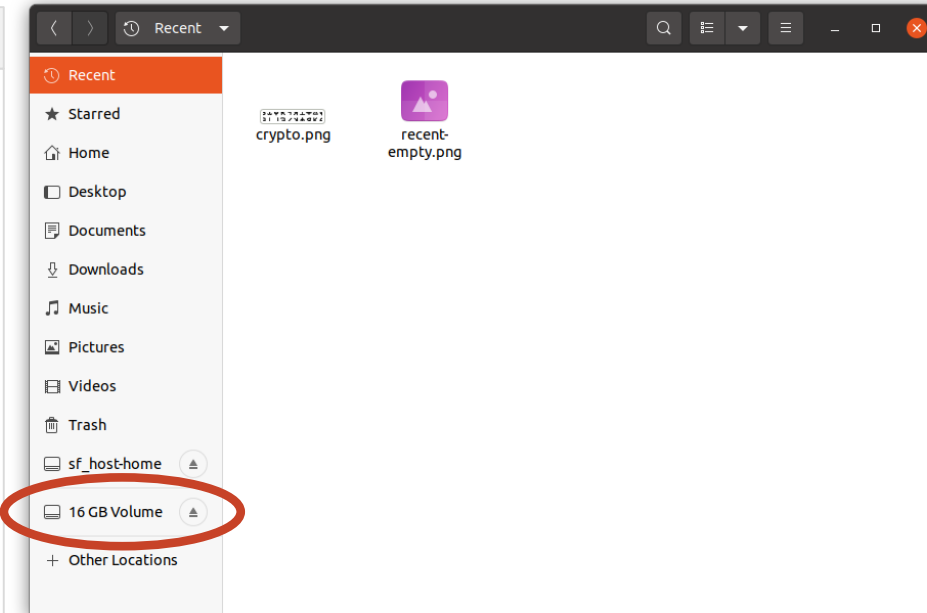 Recent
Recent
Starred
Home
Desktop
Documents
Downloads
Music
Pictures
Videos
Trash
sf_host-home
16 GB Volume
Other Locations
crypto.png
recent-
empty.png